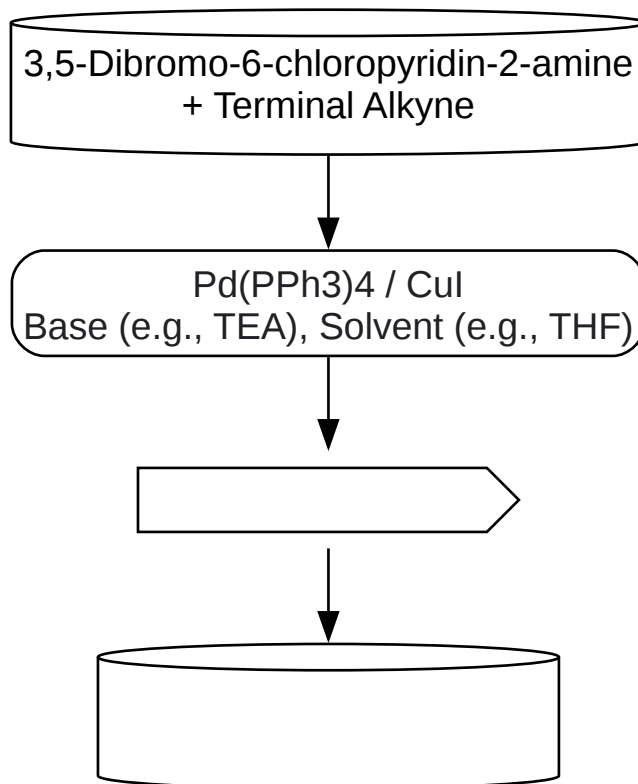 3,5-Dibromo-6-chloropyridin-2-amine
+ Terminal Alkyne
Pd(PPh3)4 / CuI
Base (e.g., TEA), Solvent (e.g., THF)